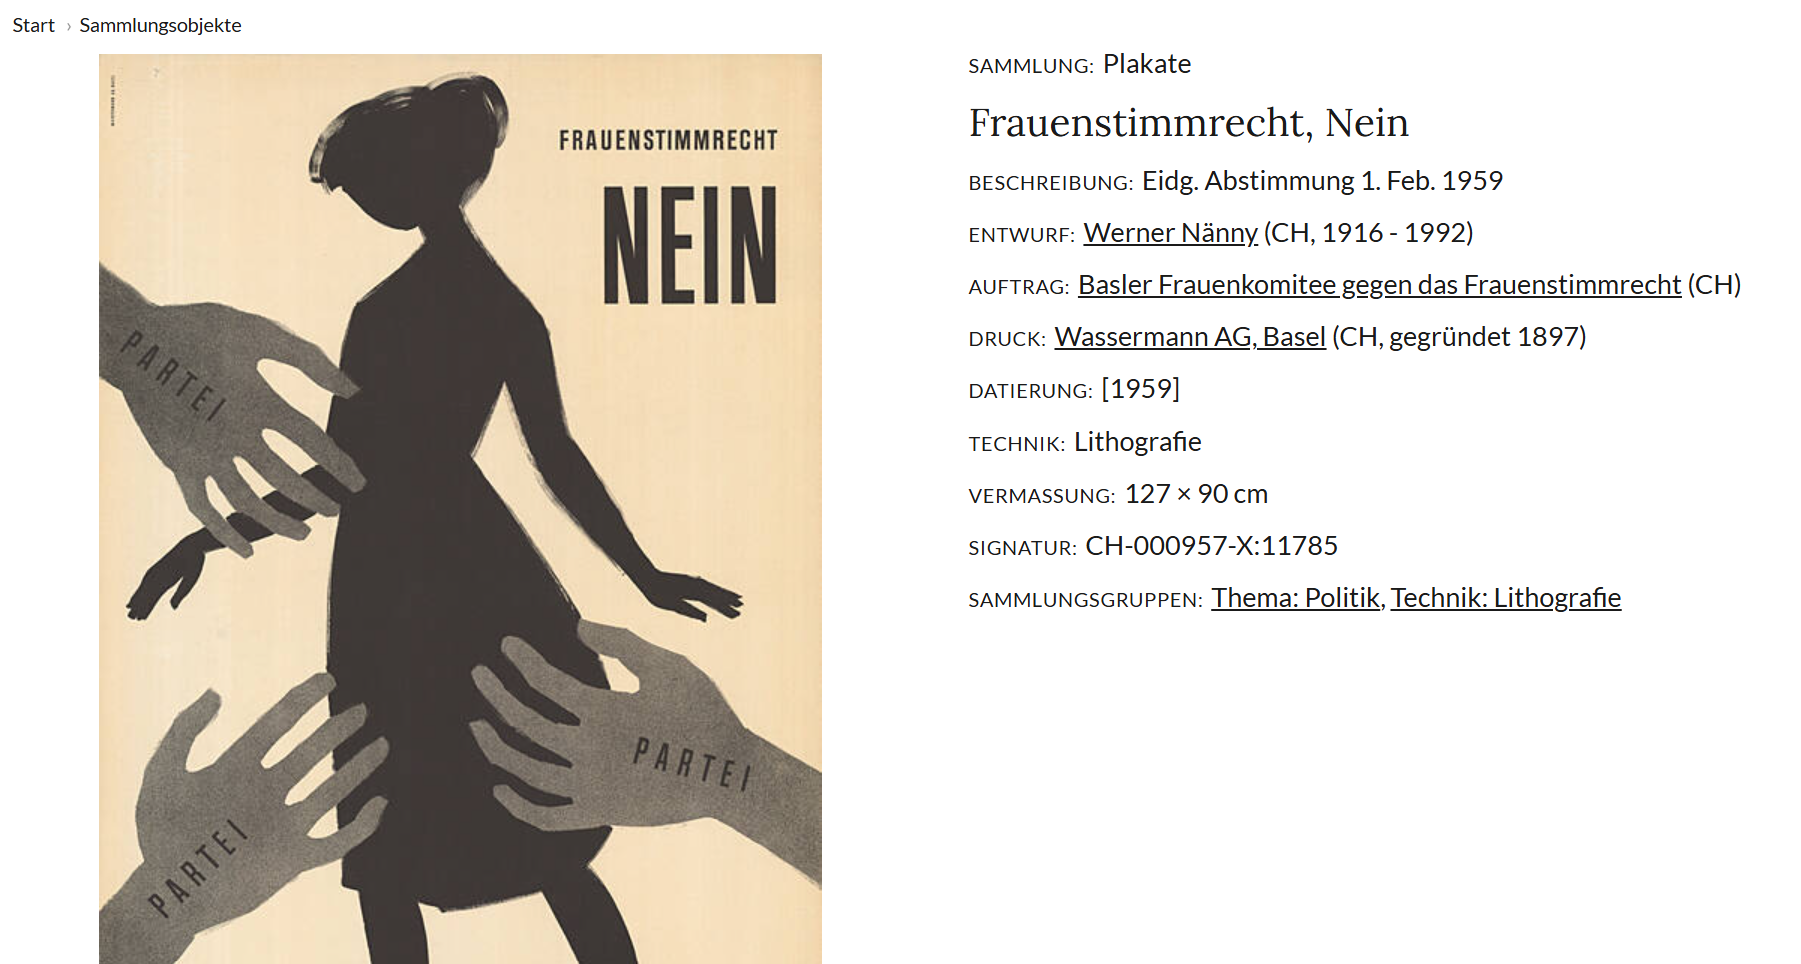 Start › Sammlungsobjekte
FRAUENSTIMMRECHT
NEIN
PARTEI
PARTEI
PARTEI
SAMMLUNG: Plakate
Frauenstimmrecht, Nein
BESCHREIBUNG: Eidg. Abstimmung 1. Feb. 1959
ENTWURF: Werner Nänny (CH, 1916 - 1992)
AUFTRAG: Basler Frauenkomitee gegen das Frauenstimmrecht (CH)
DRUCK: Wassermann AG, Basel (CH, gegründet 1897)
DATIERUNG: [1959]
TECHNIK: Lithografie
VERMASSUNG: 127 × 90 cm
SIGNATUR: CH-000957-X:11785
SAMMLUNGSGRUPPEN: Thema: Politik, Technik: Lithografie